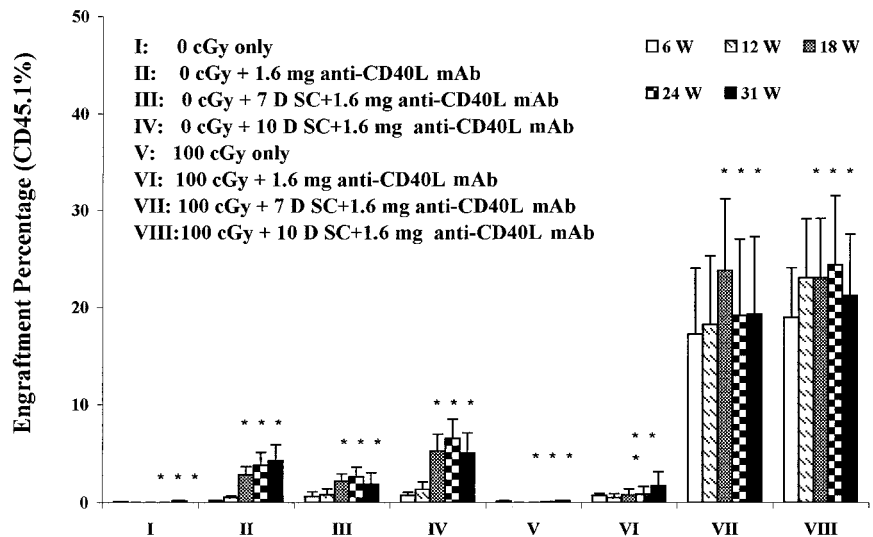 50
40
30
20
10
0
Engraftment Percentage (CD45.1%)
I: 0 cGy only
II: 0 cGy + 1.6 mg anti-CD40L mAb
III: 0 cGy + 7 D SC+1.6 mg anti-CD40L mAb
IV: 0 cGy + 10 D SC+1.6 mg anti-CD40L mAb
V: 100 cGy only
VI: 100 cGy + 1.6 mg anti-CD40L mAb
VII: 100 cGy + 7 D SC+1.6 mg anti-CD40L mAb
VIII:100 cGy + 10 D SC+1.6 mg anti-CD40L mAb
6 W 12 W 18 W
24 W 31 W
* * * * * *
* *
* * * * * * * * * * * * * * *
*
I II III IV V VI VII VIII